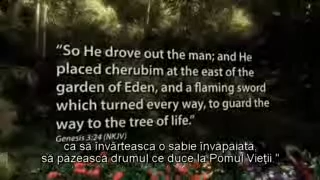 “So He drove out the man; and He
placed cherubim at the east of the
garden of Eden, and a flaming sword
which turned every way, to guard the
way to the tree of life.”
Genesis 3:24 (NKJV)
ca să învârtească o sabie învăpăiată,
să păzească drumul ce duce la Pomul Vieții "